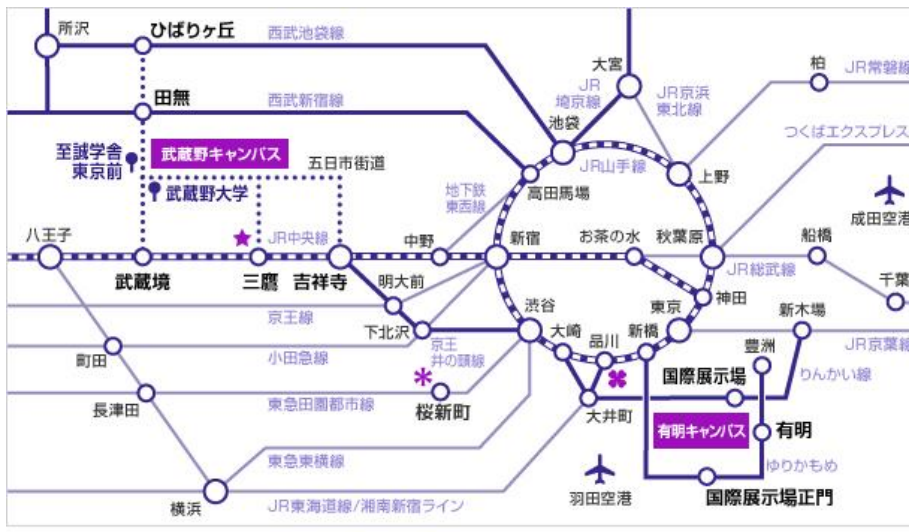 所沢
ひばりヶ丘
西武池袋線
大宮
柏
JR常磐線
JR
埼京線
JR京浜
東北線
田無
西武新宿線
池袋
つくばエクスプレス
至誠学舎
東京前
武蔵野キャンパス
五日市街道
JR山手線
上野
武蔵野大学
地下鉄
東西線
高田馬場
成田空港
八王子
JR中央線
中野
新宿
お茶の水
秋葉原
船橋
武蔵境
三鷹
吉祥寺
明大前
JR総武線
千葉
神田
京王線
下北沢
渋谷
大崎
品川
新橋
東京
新木場
町田
小田急線
京王
井の頭線
豊洲
JR京葉線
国際展示場
りんかい線
長津田
東急田園都市線
桜新町
大井町
有明キャンパス
有明
東急東横線
羽田空港
ゆりかもめ
横浜
JR東海道線/湘南新宿ライン
国際展示場正門